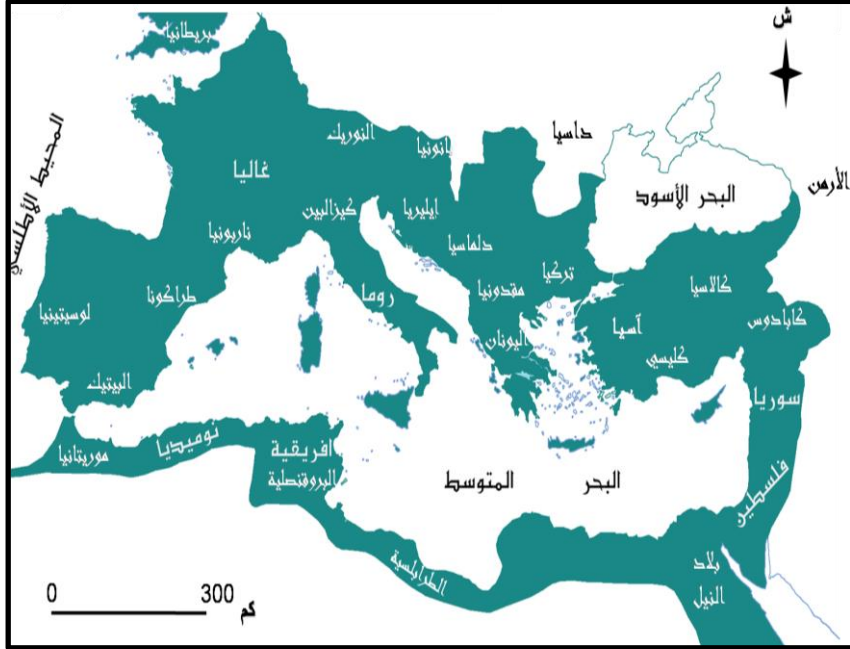 بريطانيا
ش
المحيط الأطلسي
النوريك
بانونيا
داسيا
غاليا
البحر الأسود
الأرمن
كيزالبين
ايليريا
ناربونيا
دلماسيا
تركيا
كالاسيا
طراكونا
روما
مقدونيا
لوسيتينيا
آسيا
كابادوس
اليونان
كليسي
البيتيك
سوريا
موريتانيا
نوميديا
افريقية
البروقنصلية
البحر المتوسط
فلسطين
الطرابلسية
بلاد
النيل
0 300
كم